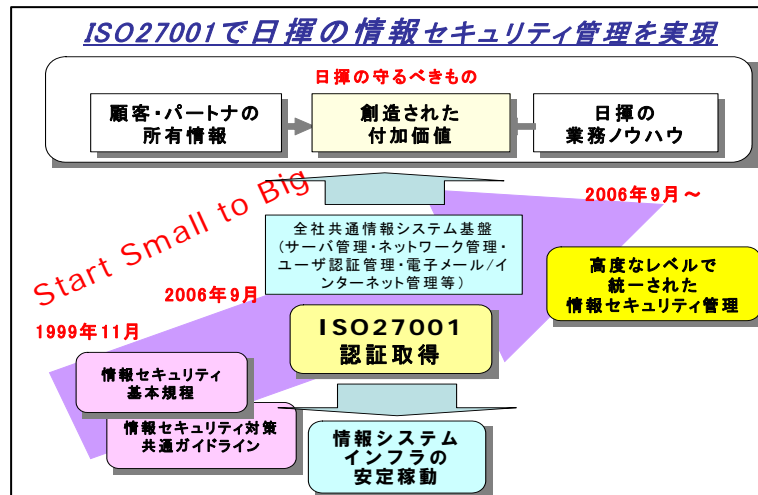 ISO27001で日揮の情報セキュリティ管理を実現
日揮の守るべきもの
顧客・パートナの
所有情報
創造された
付加価値
日揮の
業務ノウハウ
Start Small to Big
2006年9月～
全社共通情報システム基盤
（サーバ管理・ネットワーク管理・
ユーザ認証管理・電子メール/イ
ンターネット管理等）
高度なレベルで
統一された
情報セキュリティ管理
2006年9月
1999年11月
ISO27001
認証取得
情報セキュリティ
基本規程
情報セキュリティ対策
共通ガイドライン
情報システム
インフラの
安定稼動